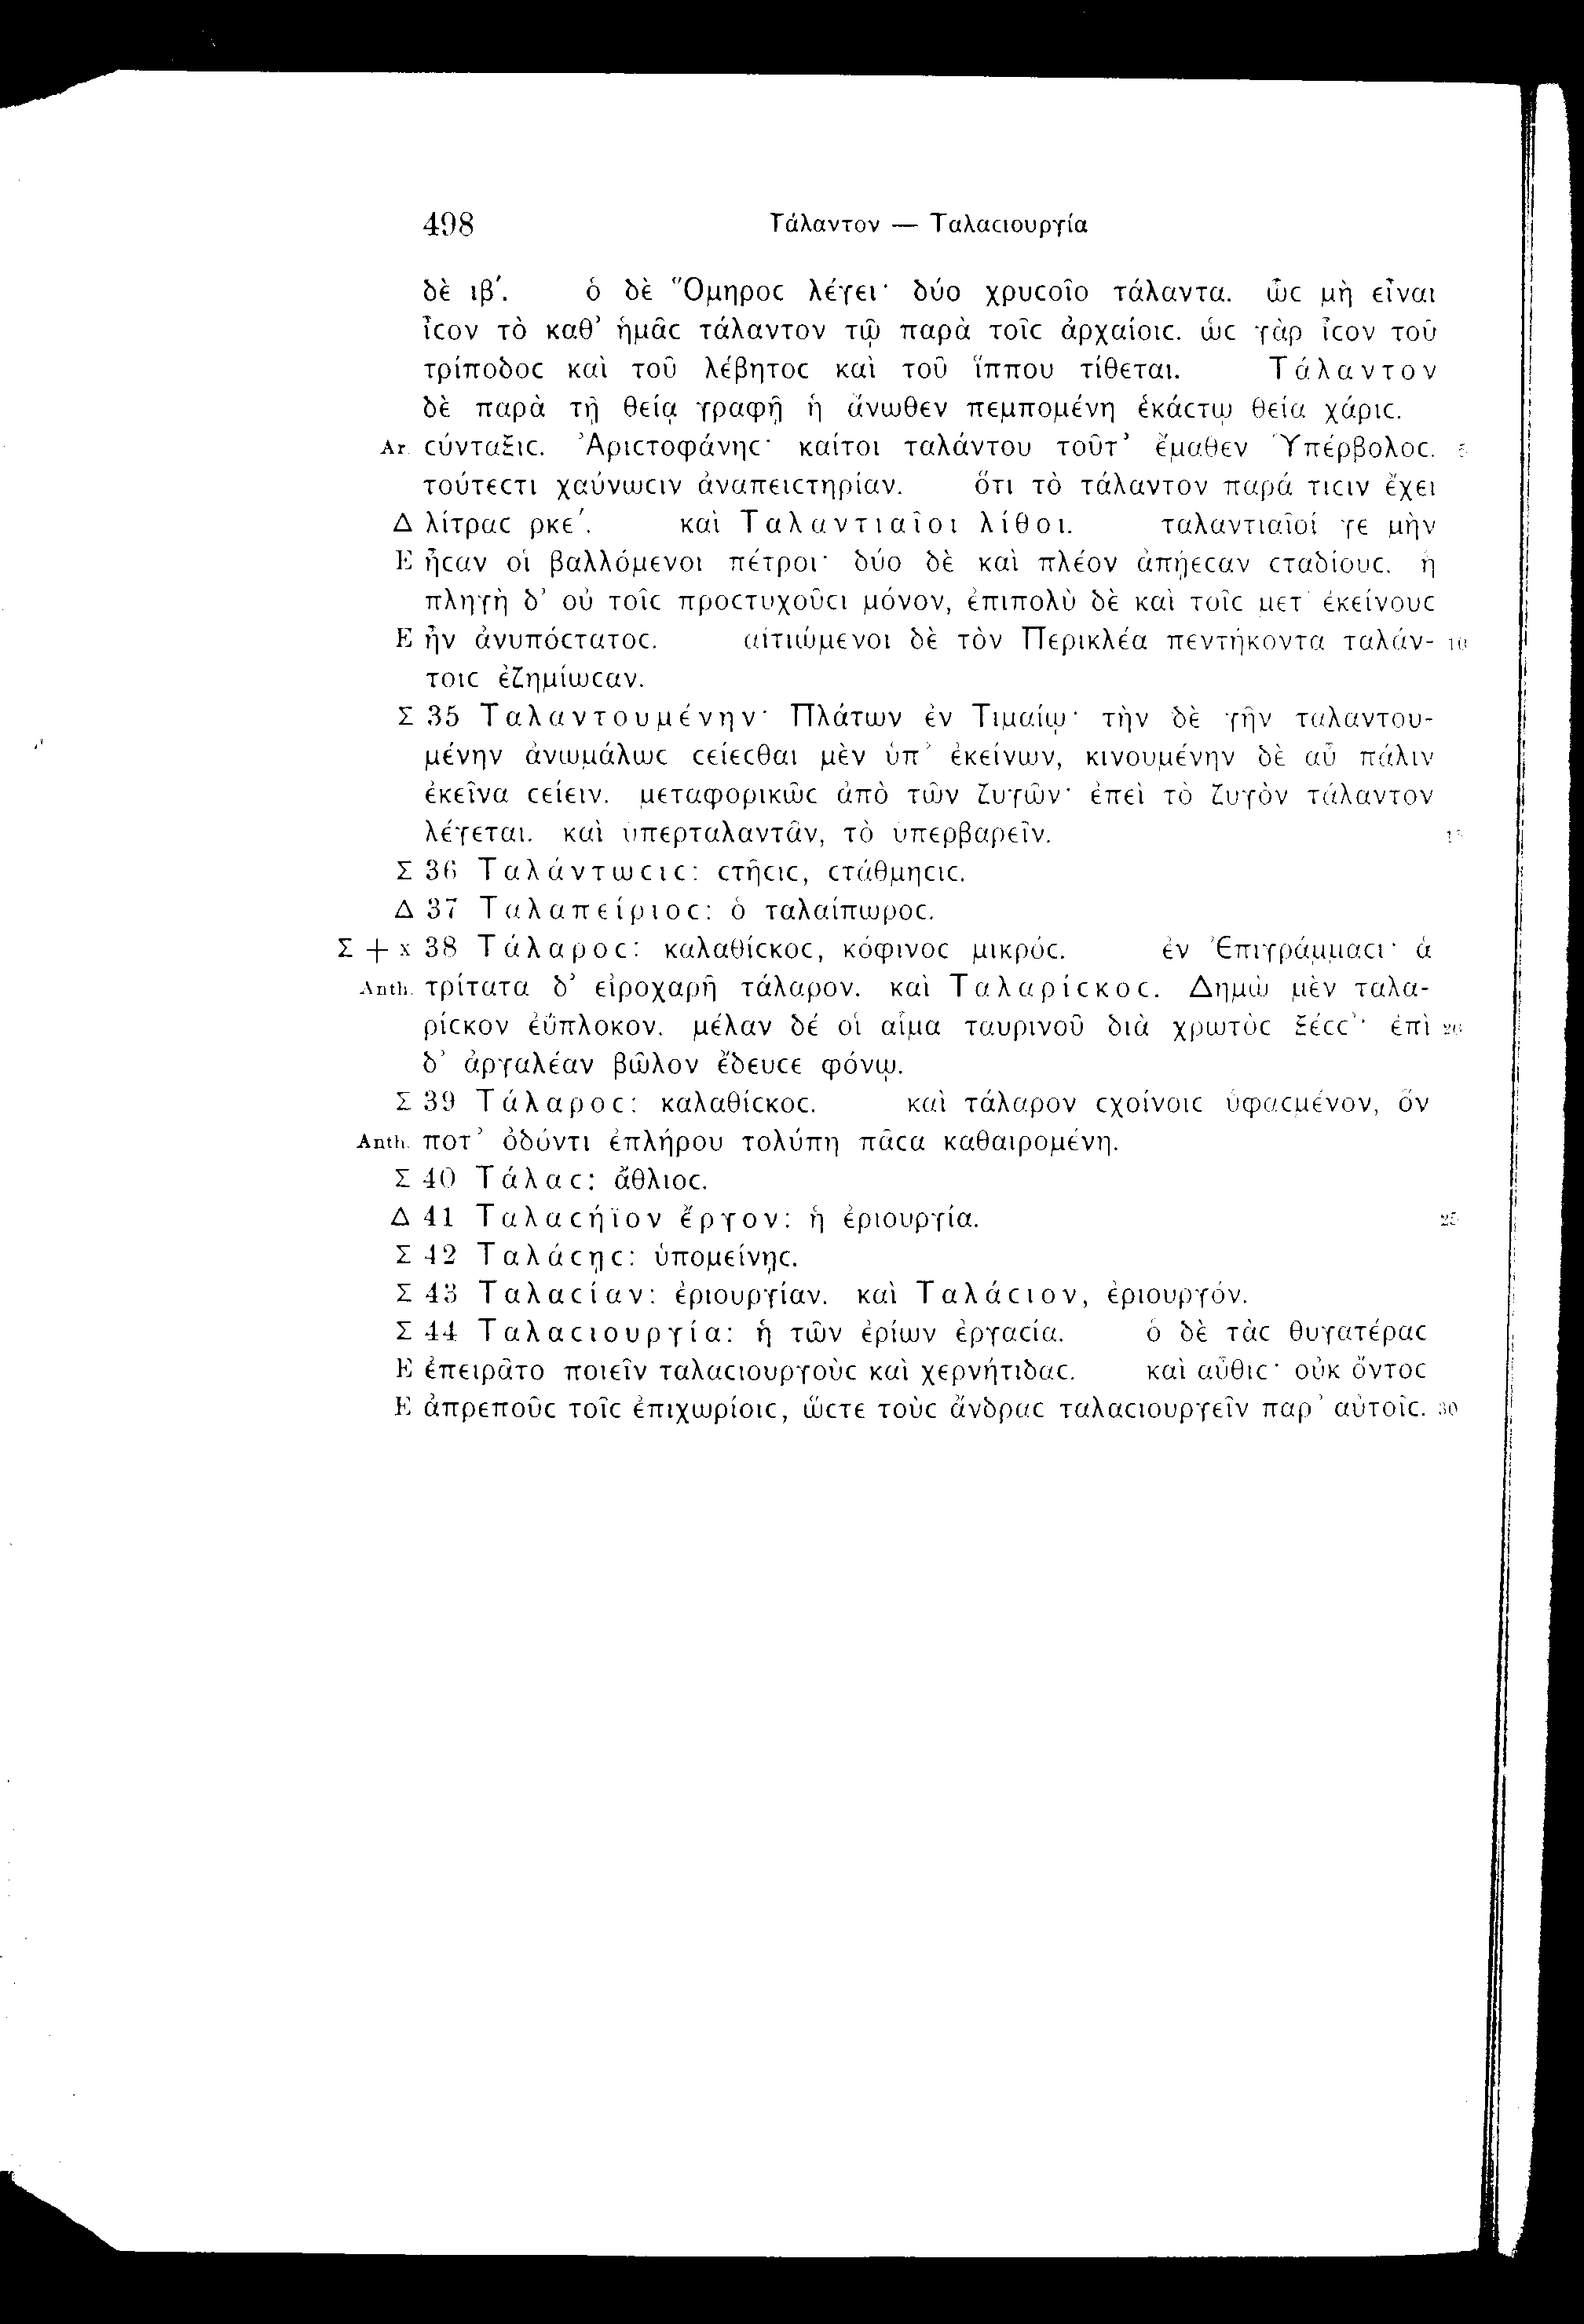 498 Τάλαντον — Ταλαϲιουργία
δὲ ιβ΄. ὁ δὲ Ὅμηροϲ λέγει· δύο χρυϲοῖο τάλαντα. ὧϲ μὴ εἶναι
ἶϲον τὸ καθ’ ἡμᾶϲ τάλαντον τῷ παρὰ τοῖϲ ἀρχαίοιϲ. ὡϲ γὰρ ἶϲον τοῦ
τρίποδοϲ καὶ τοῦ λέβητοϲ καὶ τοῦ ἵππου τίθεται. Τάλαντον
δὲ παρὰ τῇ θείᾳ γραφῇ ἡ ἄνωθεν πεμπομένη ἑκάϲτῳ θεία χάριϲ.
Ar. ϲύνταξιϲ. Ἀριϲτοφάνηϲ· καίτοι ταλάντου τοῦτ’ ἔμαθεν Ὑπέρβολοϲ. 5
τούτεϲτι χαύνωϲιν ἀναπειϲτηρίαν. ὅτι τὸ τάλαντον παρά τιϲιν ἔχει
Δ λίτραϲ ρκε΄. καὶ Ταλαντιαῖοι λίθοι. ταλαντιαῖοί γε μὴν
E ἦϲαν οἱ βαλλόμενοι πέτροι· δύο δὲ καὶ πλέον ἀπῄεϲαν ϲταδίουϲ. ἡ
πληγὴ δ’ οὐ τοῖϲ προϲτυχοῦϲι μόνον, ἐπιπολὺ δὲ καὶ τοῖϲ μετ’ ἐκείνουϲ
E ἦν ἀνυπόϲτατοϲ. αἰτιώμενοι δὲ τὸν Περικλέα πεντήκοντα ταλάν- 10
τοιϲ ἐζημίωϲαν.
Σ 35 Ταλαντουμένην· Πλάτων ἐν Τιμαίῳ· τὴν δὲ γῆν ταλαντου-
μένην ἀνωμάλωϲ ϲείεϲθαι μὲν ὑπ’ ἐκείνων, κινουμένην δὲ αὖ πάλιν
ἐκεῖνα ϲείειν. μεταφορικῶϲ ἀπὸ τῶν ζυγῶν· ἐπεὶ τὸ ζυγὸν τάλαντον
λέγεται. καὶ ὑπερταλαντᾶν, τὸ ὑπερβαρεῖν. 15
Σ 36 Ταλάντωϲιϲ: ϲτῆϲιϲ, ϲτάθμηϲιϲ.
Δ 37 Ταλαπείριοϲ: ὁ ταλαίπωροϲ.
Σ + x 38 Τάλαροϲ: καλαθίϲκοϲ, κόφινοϲ μικρόϲ. ἐν Ἐπιγράμμαϲι· ἁ
Anth. τρίτατα δ’ εἰροχαρῆ τάλαρον. καὶ Ταλαρίϲκοϲ. Δημὼ μὲν ταλα-
ρίϲκον ἐΰπλοκον. μέλαν δέ οἱ αἷμα ταυρινοῦ διὰ χρωτὸϲ ξέϲϲ’· ἐπὶ 20
δ’ ἀργαλέαν βῶλον ἔδευϲε φόνῳ.
Σ 39 Τάλαροϲ: καλαθίϲκοϲ. καὶ τάλαρον ϲχοίνοιϲ ὑφαϲμένον, ὅν
Anth. ποτ’ ὀδόντι ἐπλήρου τολύπη πᾶϲα καθαιρομένη.
Σ 40 Τάλαϲ: ἄθλιοϲ.
Δ 41 Ταλαϲήϊον ἔργον: ἡ ἐριουργία. 25
Σ 42 Ταλάϲῃϲ: ὑπομείνῃϲ.
Σ 43 Ταλαϲίαν: ἐριουργίαν. καὶ Ταλάϲιον, ἐριουργόν.
Σ 44 Ταλαϲιουργία: ἡ τῶν ἐρίων ἐργαϲία. ὁ δὲ τὰϲ θυγατέραϲ
E ἐπειρᾶτο ποιεῖν ταλαϲιουργοὺϲ καὶ χερνήτιδαϲ. καὶ αὖθιϲ· οὐκ ὄντοϲ
E ἀπρεποῦϲ τοῖϲ ἐπιχωρίοιϲ, ὥϲτε τοὺϲ ἄνδραϲ ταλαϲιουργεῖν παρ’ αὐτοῖϲ. 30